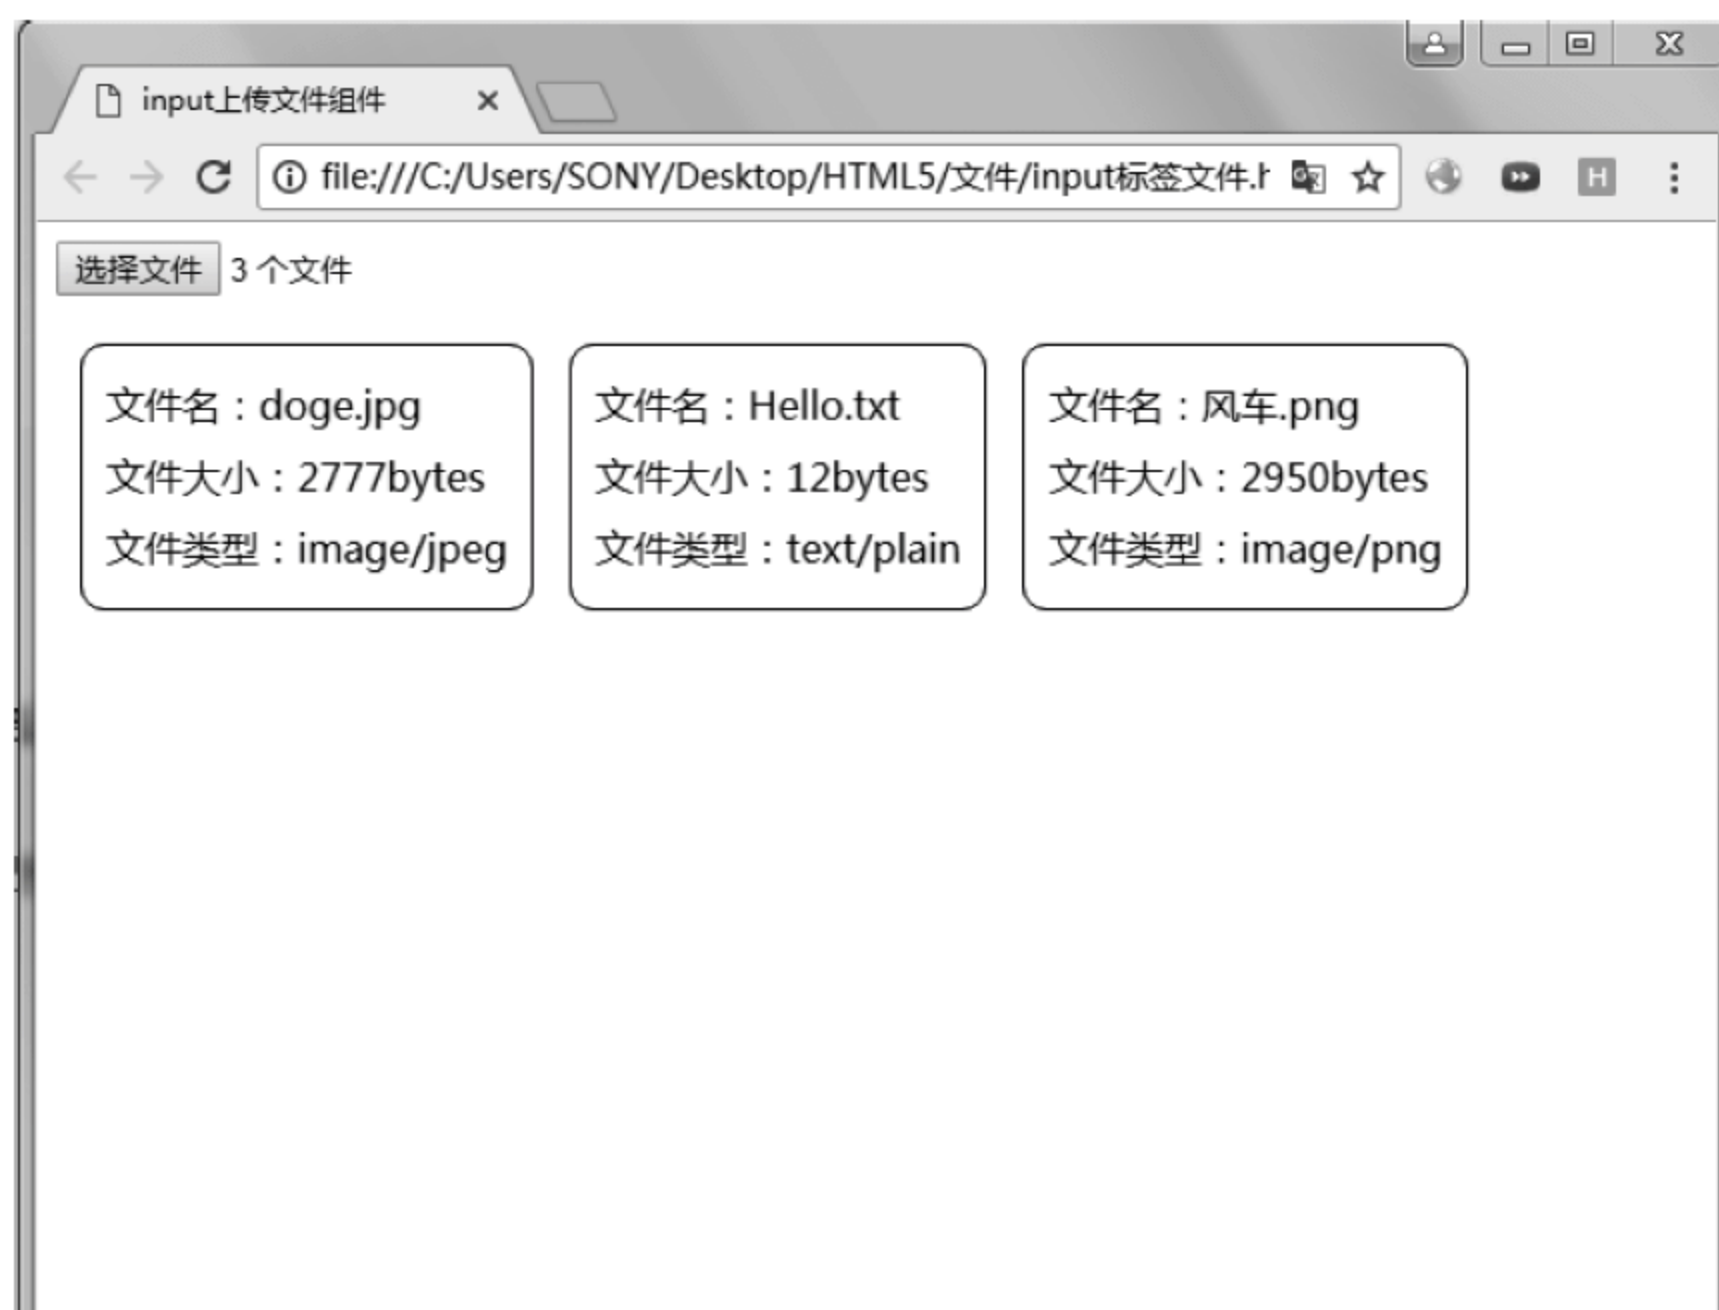 input上传文件组件
file:///C:/Users/SONY/Desktop/HTML5/文件/input标签文件.h
选择文件 3 个文件
文件名：doge.jpg
文件大小：2777bytes
文件类型：image/jpeg
文件名：Hello.txt
文件大小：12bytes
文件类型：text/plain
文件名：风车.png
文件大小：2950bytes
文件类型：image/png